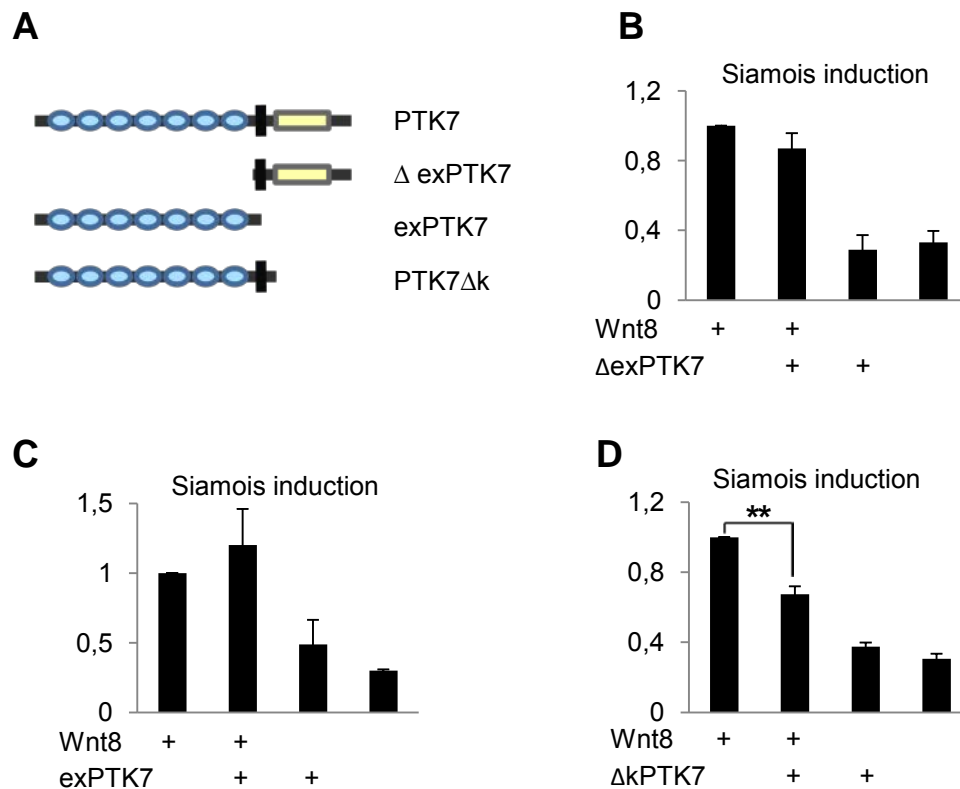 A
PTK7
Δ exPTK7
exPTK7
PTK7Δk
B
Siamois induction
1,2
0,8
0,4
0
Wnt8 + +
ΔexPTK7 + +
C
Siamois induction
1,5
1
0,5
0
Wnt8 + +
exPTK7 + +
D
Siamois induction
1,2
**
0,8
0,4
0
Wnt8 + +
ΔkPTK7 + +